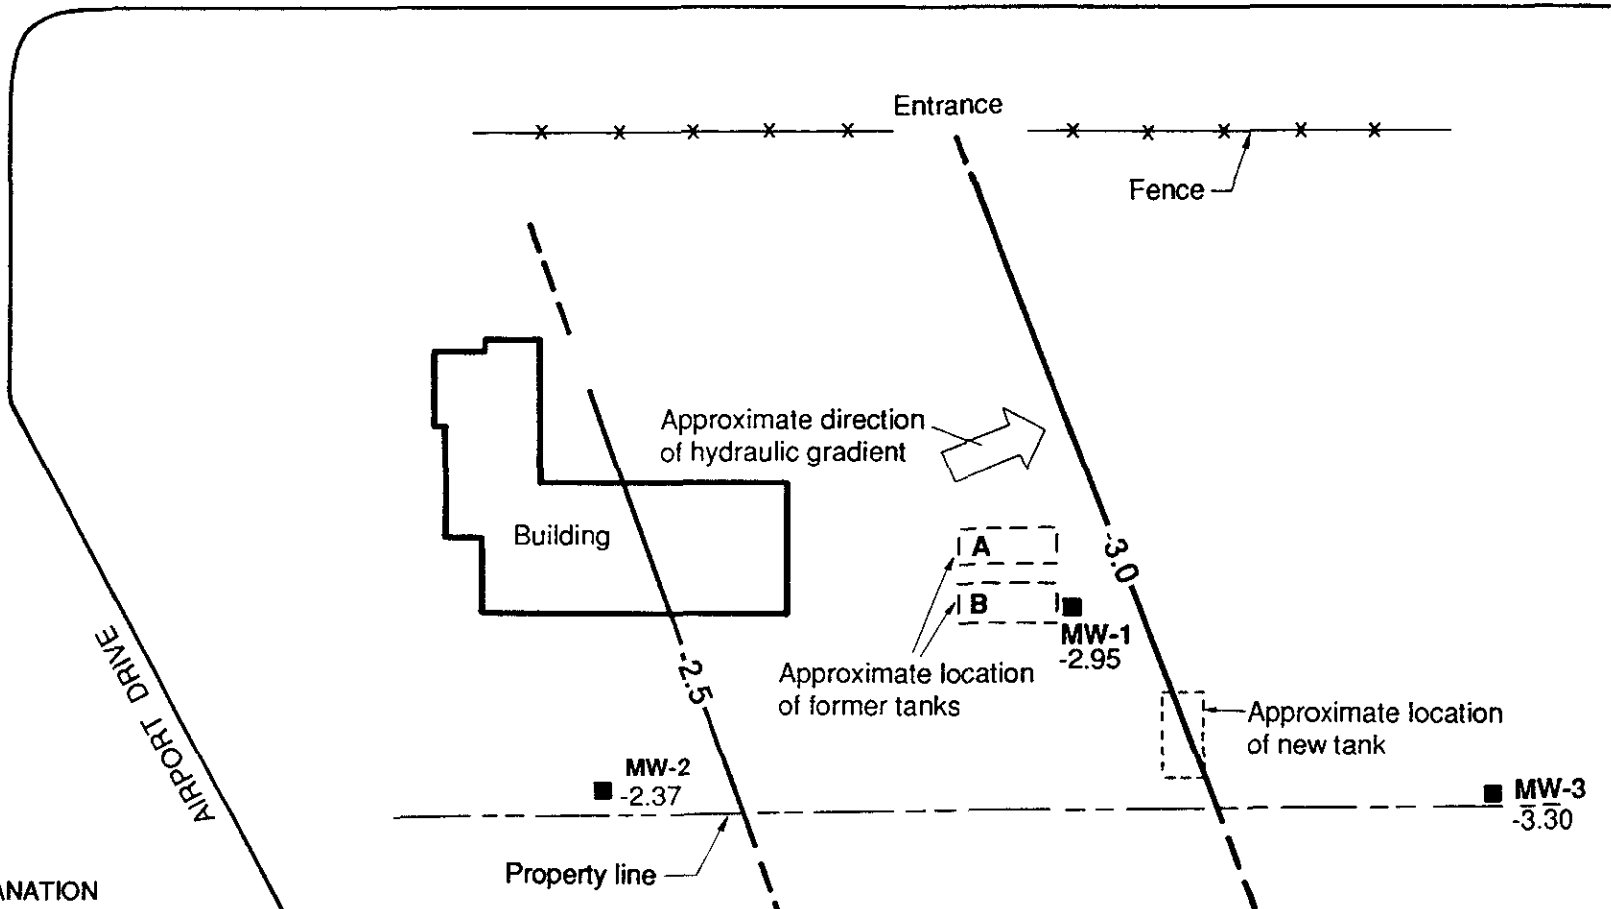 Entrance
Fence
Approximate direction
of hydraulic gradient
Building
A
B
-3.0
MW-1
-2.95
-2.5
Approximate location
of former tanks
Approximate location
of new tank
AIRPORT DRIVE
MW-2
-2.37
MW-3
-3.30
Property line
ANATION